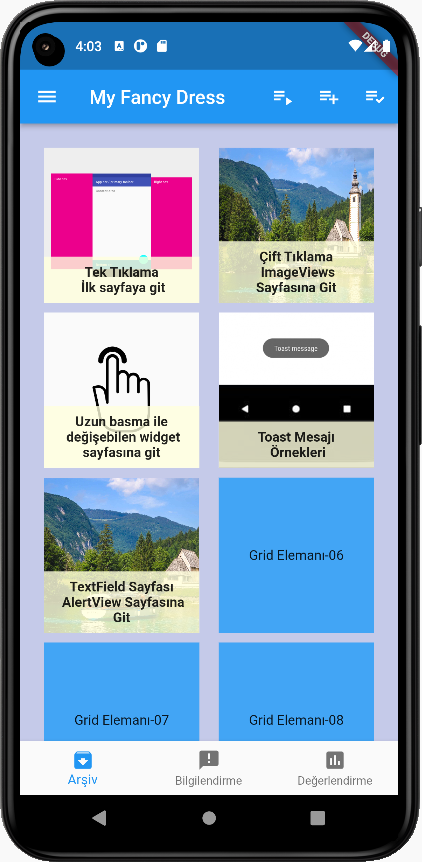 4:03
DEBUG
My Fancy Dress
Tek Tıklama
İlk sayfaya git
Çift Tıklama
ImageViews
Sayfasına Git
Uzun basma ile
değişebilen widget
sayfasına git
Toast message
Toast Mesajı
Örnekleri
TextField Sayfası
AlertView Sayfasına
Git
Grid Elemanı-06
Grid Elemanı-07
Grid Elemanı-08
Arşiv
Bilgilendirme
Değerlendirme